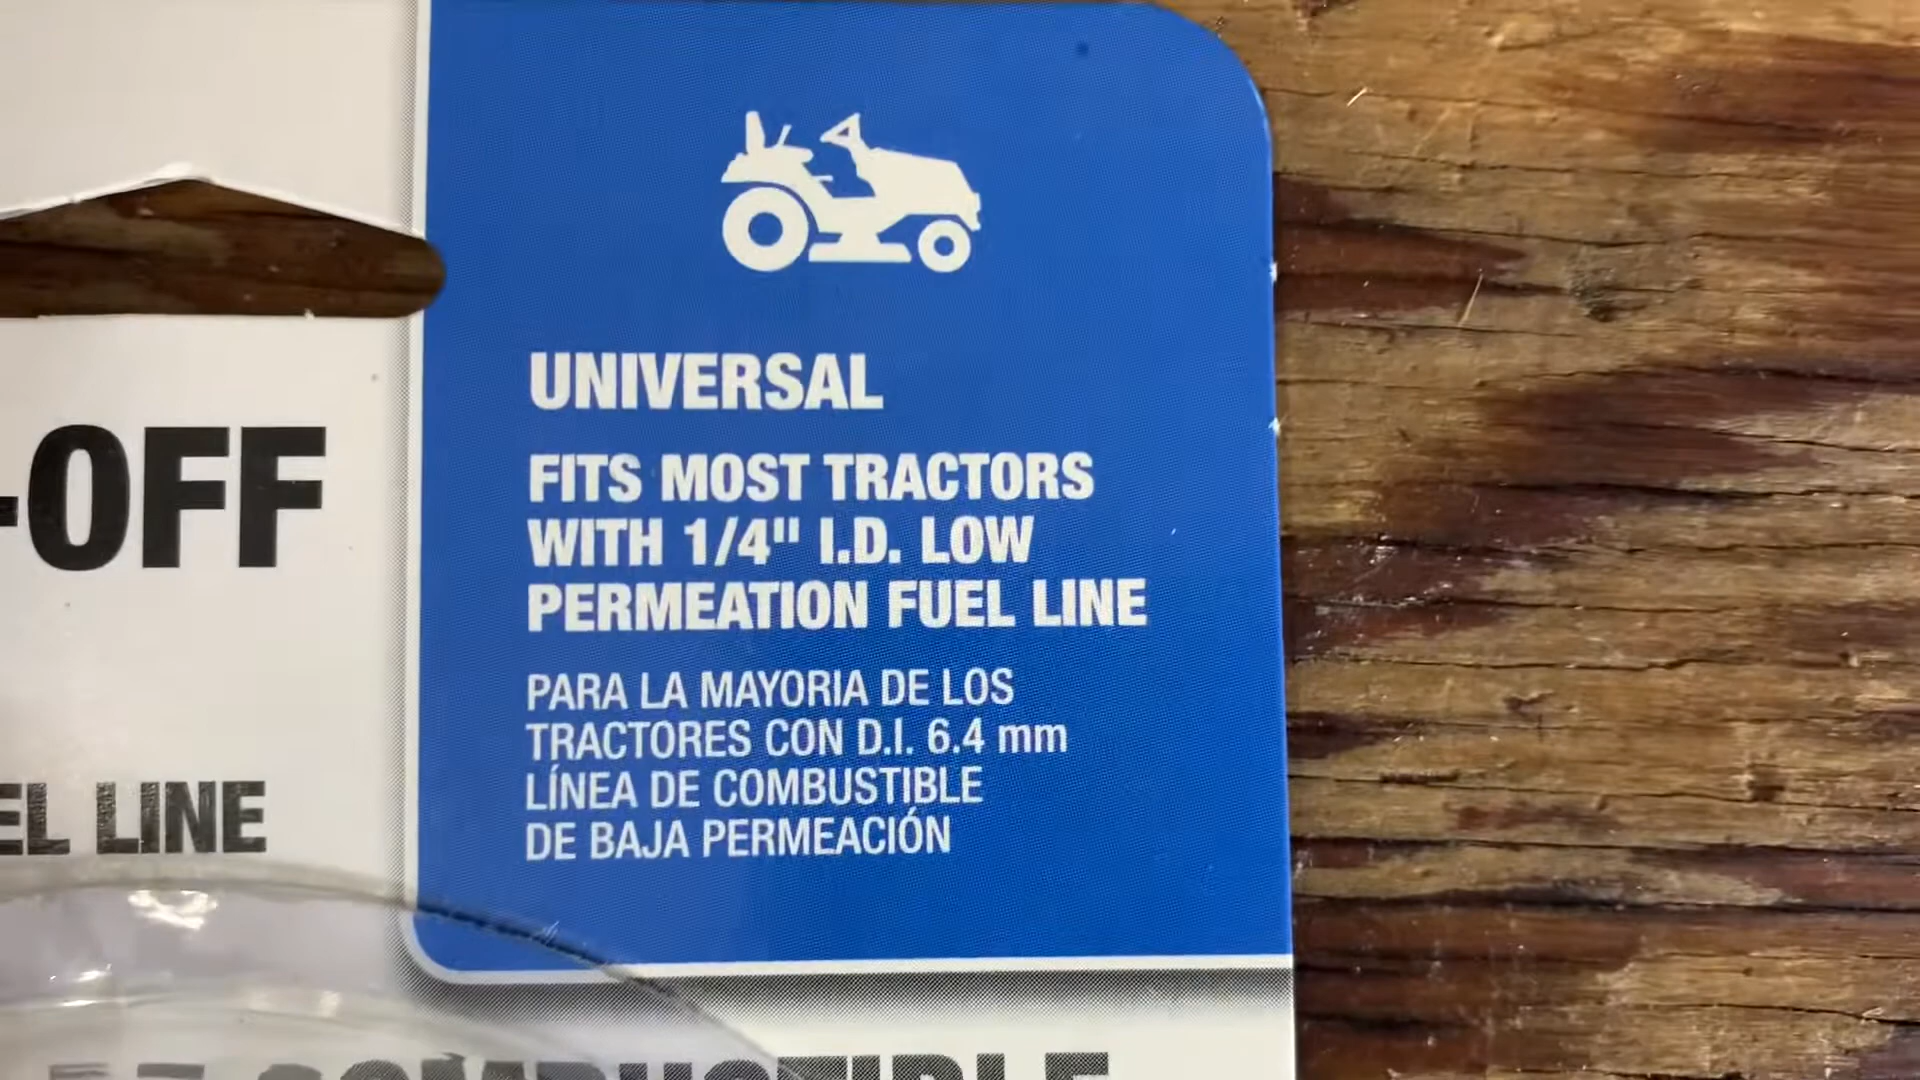 UNIVERSAL
FITS MOST TRACTORS
WITH 1/4" I.D. LOW
PERMEATION FUEL LINE
PARA LA MAYORIA DE LOS
TRACTORES CON D.I. 6.4 mm
LÍNEA DE COMBUSTIBLE
DE BAJA PERMEACIÓN
-OFF
EL LINE
COMBUSTIBLE